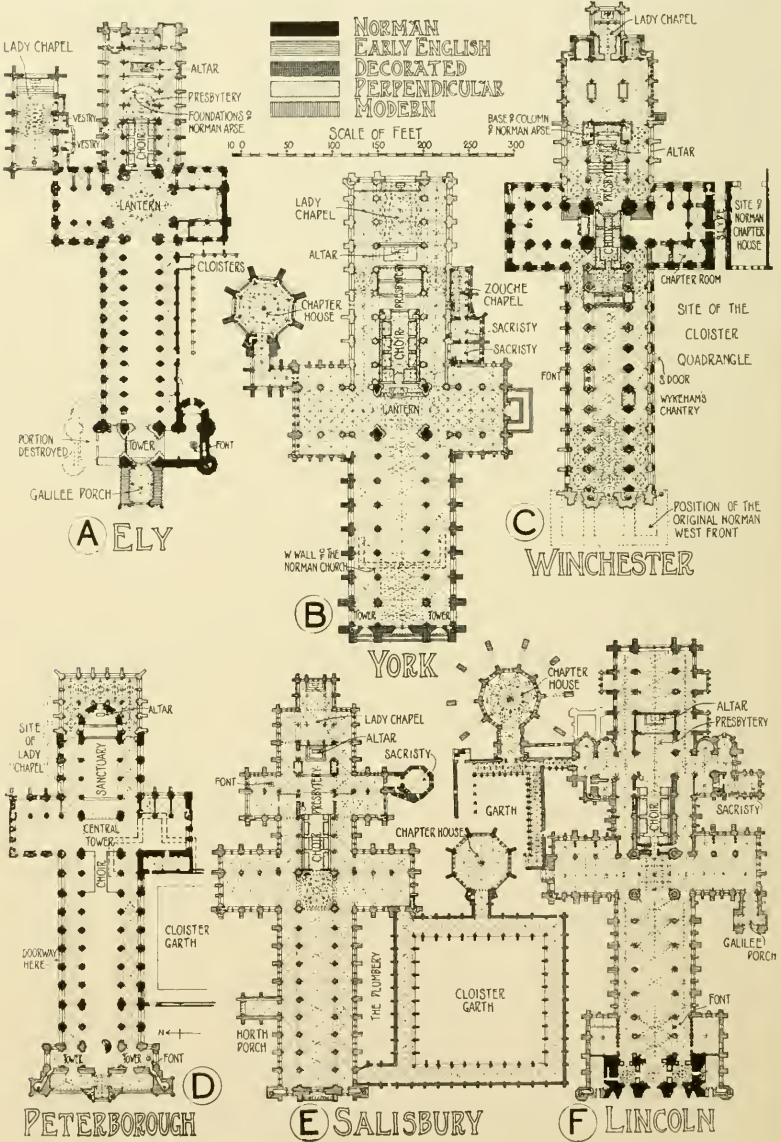 NORMAN
EARLY ENGLISH
DECORATED
PERPENDICULAR
MODERN
SCALE OF FEET
10 0 50 100 150 200 250 300
LADY CHAPEL
ALTAR
PRESBYTERY
FOUNDATIONS OF
NORMAN APSE
VESTRY
VESTRY
CHOIR
LANTERN
CLOISTERS
PORTION
DESTROYED
TOWER
FONT
GALILEE PORCH
A ELY
LADY
CHAPEL
ALTAR
PRESBYTERY
ZOUCHE
CHAPEL
CHAPTER
HOUSE
CHOIR
SACRISTY
SACRISTY
LANTERN
W WALL OF THE
NORMAN CHURCH
TOWER
TOWER
B
YORK
LADY CHAPEL
BASE OF COLUMN
OF NORMAN APSE
ALTAR
PRESBYTERY
CHOIR
SLYPE
SITE OF
NORMAN
CHAPTER
HOUSE
CHAPTER ROOM
SITE OF THE
CLOISTER
QUADRANGLE
FONT
S DOOR
WYKEHAM'S
CHANTRY
POSITION OF THE
ORIGINAL NORMAN
WEST FRONT
C
WINCHESTER
ALTAR
SITE
OF
LADY
CHAPEL
SANCTUARY
CENTRAL
TOWER
CHOIR
CLOISTER
GARTH
DOORWAY
HERE
N
TOWER
TOWER
FONT
D
PETERBOROUGH
LADY CHAPEL
ALTAR
SACRISTY
FONT
PRESBYTERY
CHOIR
CHAPTER HOUSE
THE PLUMBERY
CLOISTER
GARTH
NORTH
PORCH
E SALISBURY
CHAPTER
HOUSE
ALTAR
PRESBYTERY
GARTH
SACRISTY
CHOIR
GALILEE
PORCH
FONT
F LINCOLN